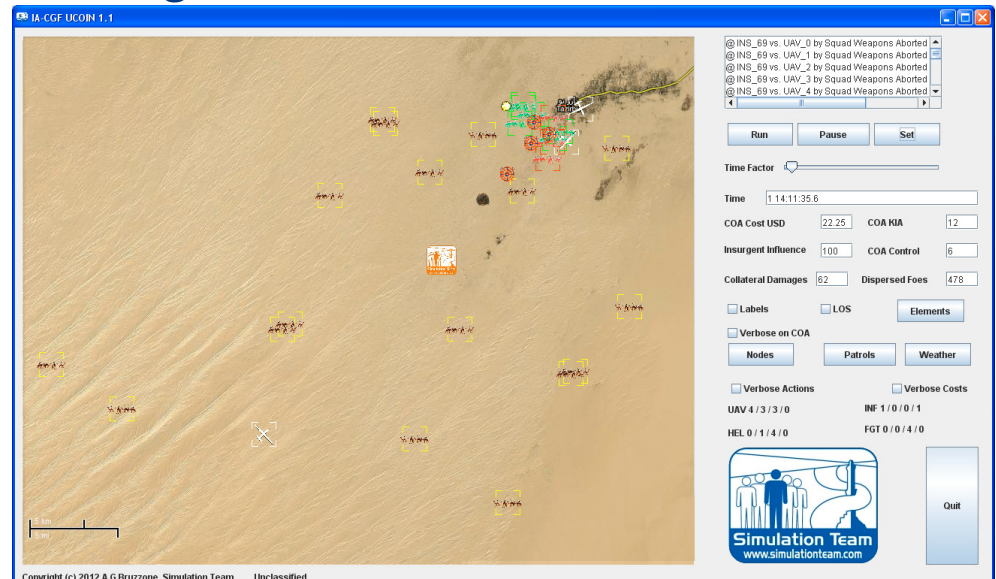 IA-CGF UCOIN 1.1
@ INS_69 vs. UAV_0 by Squad Weapons Aborted
@ INS_69 vs. UAV_1 by Squad Weapons Aborted
@ INS_69 vs. UAV_2 by Squad Weapons Aborted
@ INS_69 vs. UAV_3 by Squad Weapons Aborted
@ INS_69 vs. UAV_4 by Squad Weapons Aborted
Run Pause Set
Time Factor
Time 1 14:11:35.6
COA Cost USD 22.25 COA KIA 12
Insurgent Influence 100 COA Control 6
Collateral Damages 62 Dispersed Foes 478
Labels LOS Elements
Verbose on COA
Nodes Patrols Weather
Verbose Actions Verbose Costs
UAV 4 / 3 / 3 / 0 INF 1 / 0 / 0 / 1
HEL 0 / 1 / 4 / 0 FGT 0 / 0 / 4 / 0
Simulation Team
www.simulationteam.com
Quit
5 km
5 mi
Copyright (c) 2012 A.G.Bruzzone, Simulation Team Unclassified